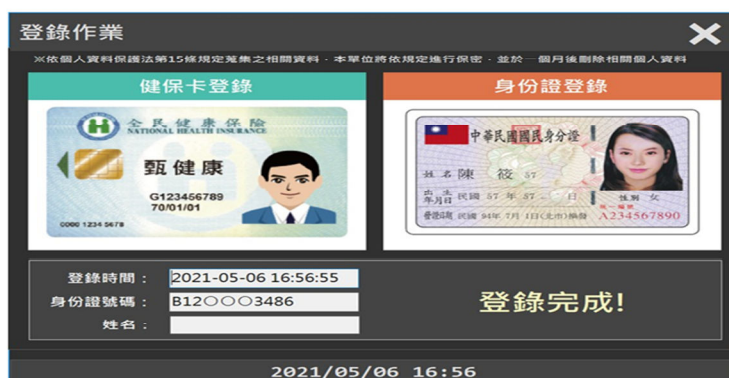 登錄作業
※依個人資料保護法第15條規定蒐集之相關資料，本單位將依規定進行保密，並於一個月後刪除相關個人資料
健保卡登錄
身份證登錄
全民健康保險
NATIONAL HEALTH INSURANCE
甄健康
G123456789
70/01/01
0000 1234 5678
中華民國國民身分證
姓名 陳 筱 57
出生年月日 民國 57 年 57 日
性別 女
發證日期 民國 94年 7月 1日(北市)換發
A234567890
登錄時間： 2021-05-06 16:56:55
身份證號碼： B12○○○3486
姓名：
登錄完成!
2021/05/06 16:56